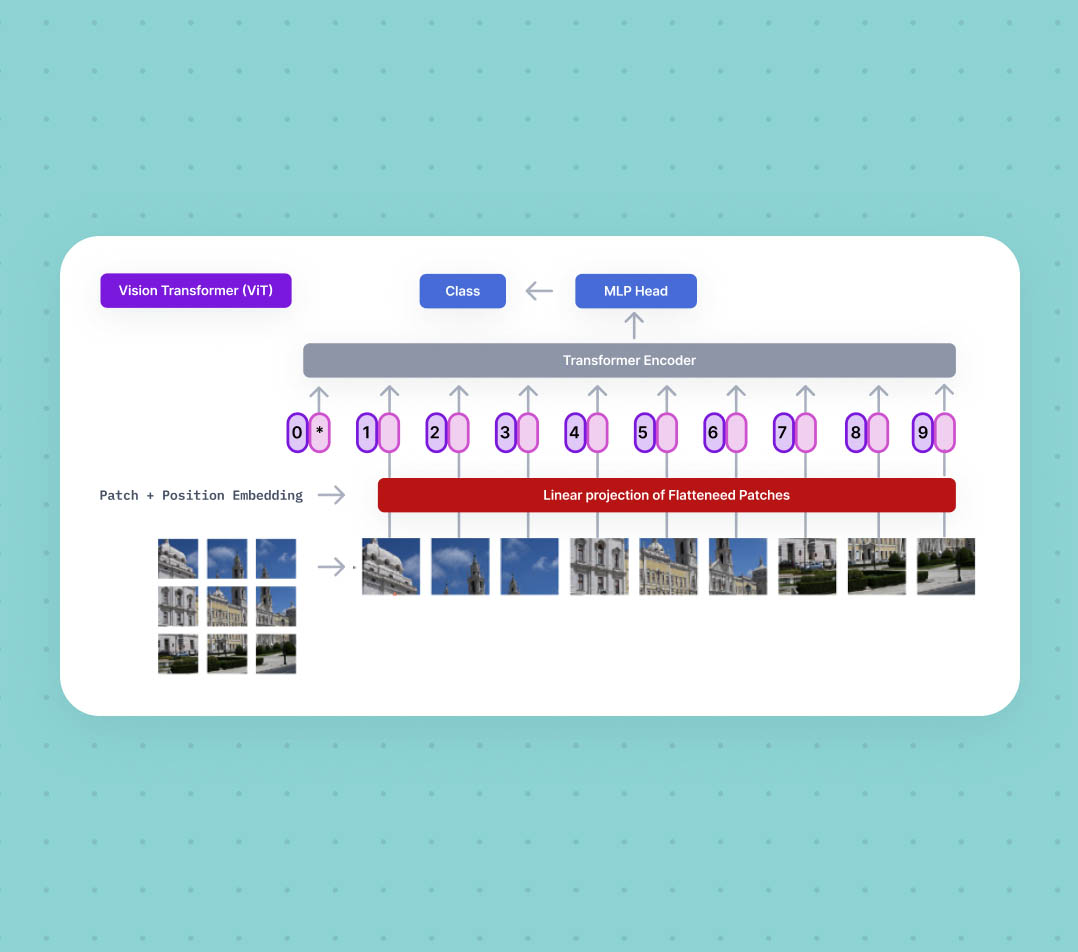 Vision Transformer (ViT)
Class
MLP Head
Transformer Encoder
0 * 1 2 3 4 5 6 7 8 9
Patch + Position Embedding
Linear projection of Flatteneed Patches